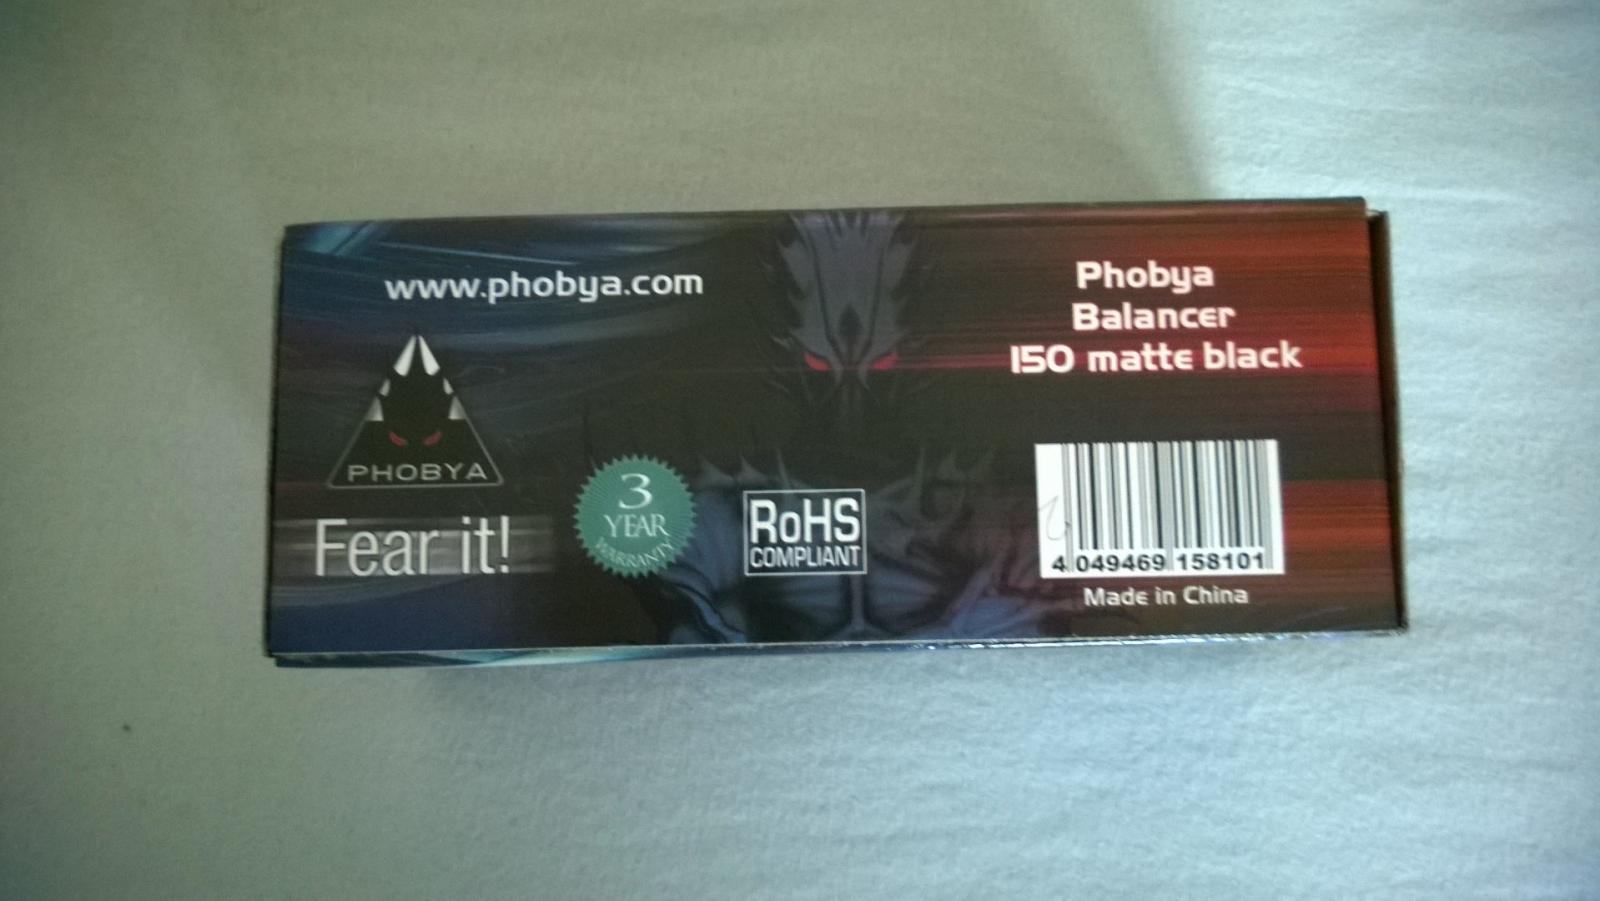 www.phobya.com
PHOBYA
Fear it!
3
YEAR
WARRANTY
RoHS
COMPLIANT
Phobya
Balancer
150 matte black
4 049469 158101
Made in China